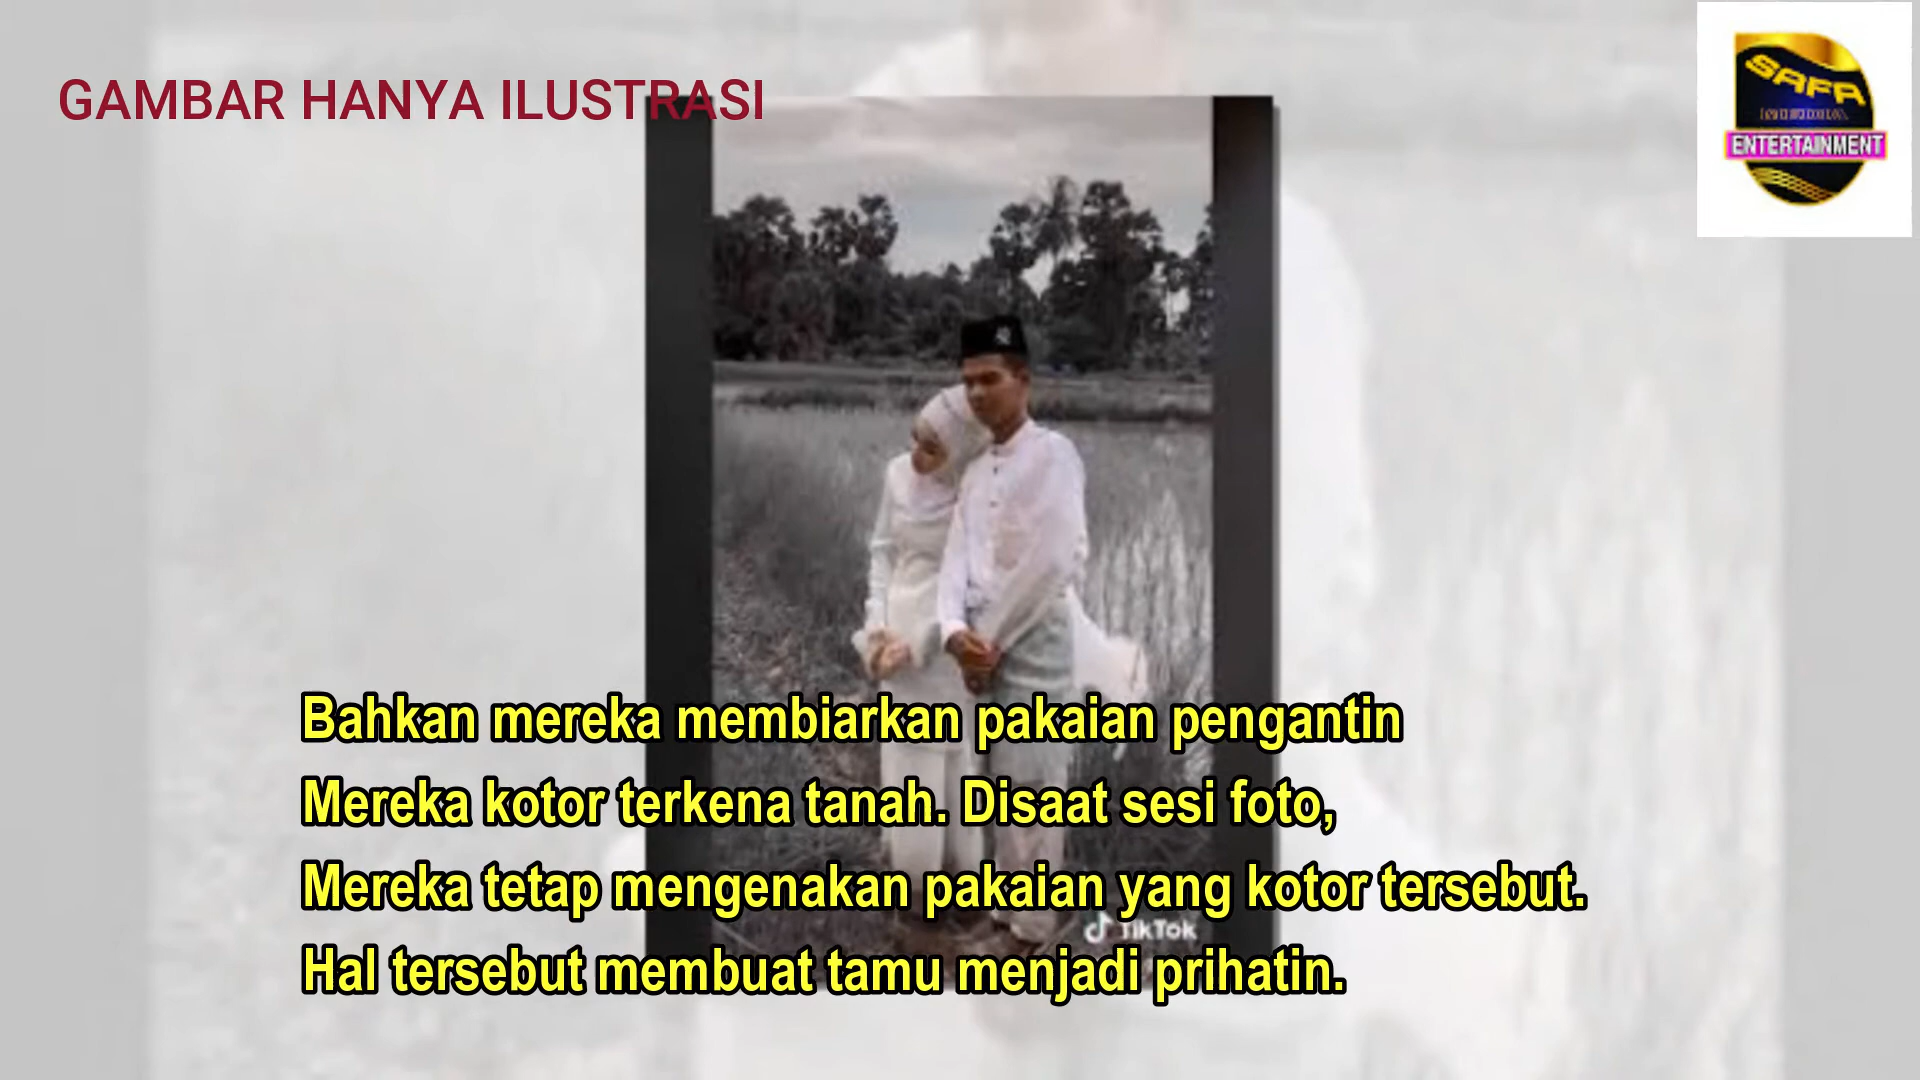 GAMBAR HANYA ILUSTRASI
SAFA
ENTERTAINMENT
Bahkan mereka membiarkan pakaian pengantin
Mereka kotor terkena tanah. Disaat sesi foto,
Mereka tetap mengenakan pakaian yang kotor tersebut.
TikTok
Hal tersebut membuat tamu menjadi prihatin.